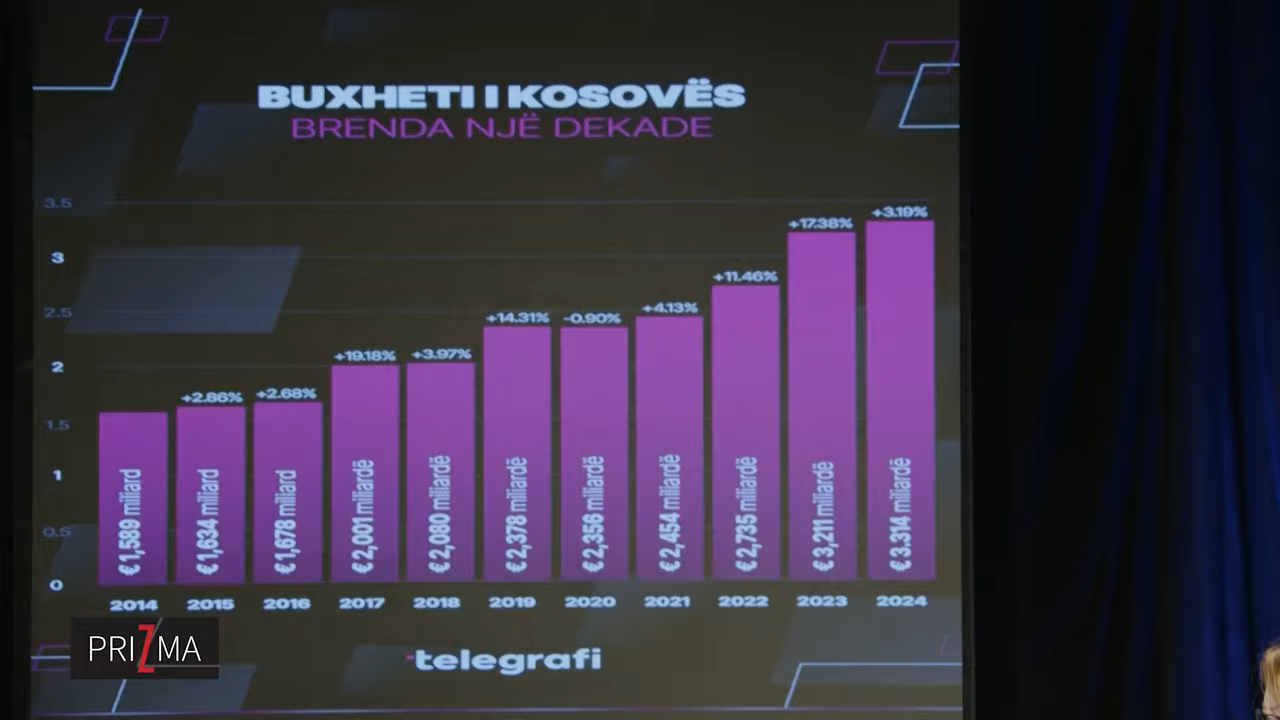 BUXHETI I KOSOVËS
BRENDA NJË DEKADE
3.5
3
2.5
2
1.5
1
0.5
0
+2.86%
+2.68%
+19.18%
+3.97%
+14.31%
-0.90%
+4.13%
+11.46%
+17.38%
+3.19%
€1,589 miliard
€1,634 miliard
€1,678 miliard
€2,001 miliardë
€2,080 miliardë
€2,378 miliardë
€2,356 miliardë
€2,454 miliardë
€2,735 miliardë
€3,211 miliardë
€3.314 miliardë
2014 2015 2016 2017 2018 2019 2020 2021 2022 2023 2024
PRIZMA
telegrafi